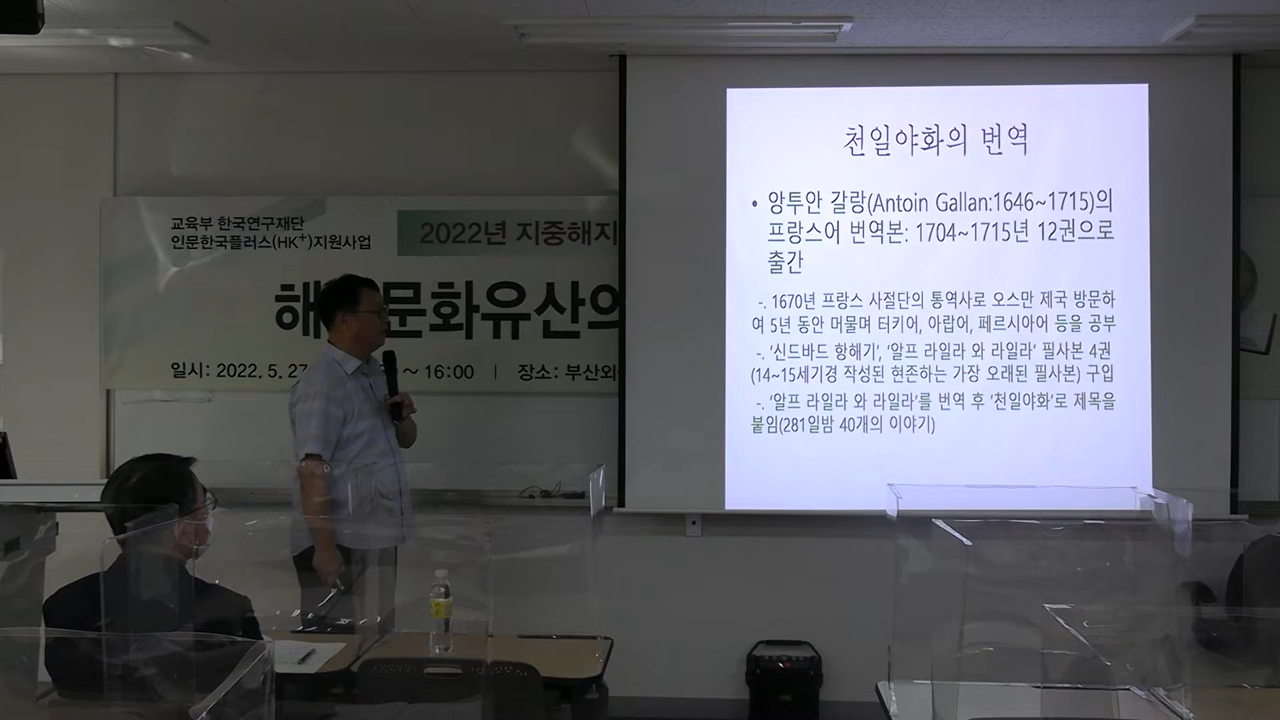 교육부 한국연구재단
인문한국플러스(HK+)지원사업
2022년 지중해지
해 문화유산의
일시: 2022. 5. 27 ~ 16:00 | 장소: 부산외
천일야화의 번역
• 앙투안 갈랑(Antoin Gallan:1646~1715)의
프랑스어 번역본: 1704~1715년 12권으로
출간
-. 1670년 프랑스 사절단의 통역사로 오스만 제국 방문하
여 5년 동안 머물며 터키어, 아랍어, 페르시아어 등을 공부
-. '신드바드 항해기', '알프 라일라 와 라일라' 필사본 4권
(14~15세기경 작성된 현존하는 가장 오래된 필사본) 구입
-. '알프 라일라 와 라일라'를 번역 후 '천일야화'로 제목을
붙임(281일밤 40개의 이야기)